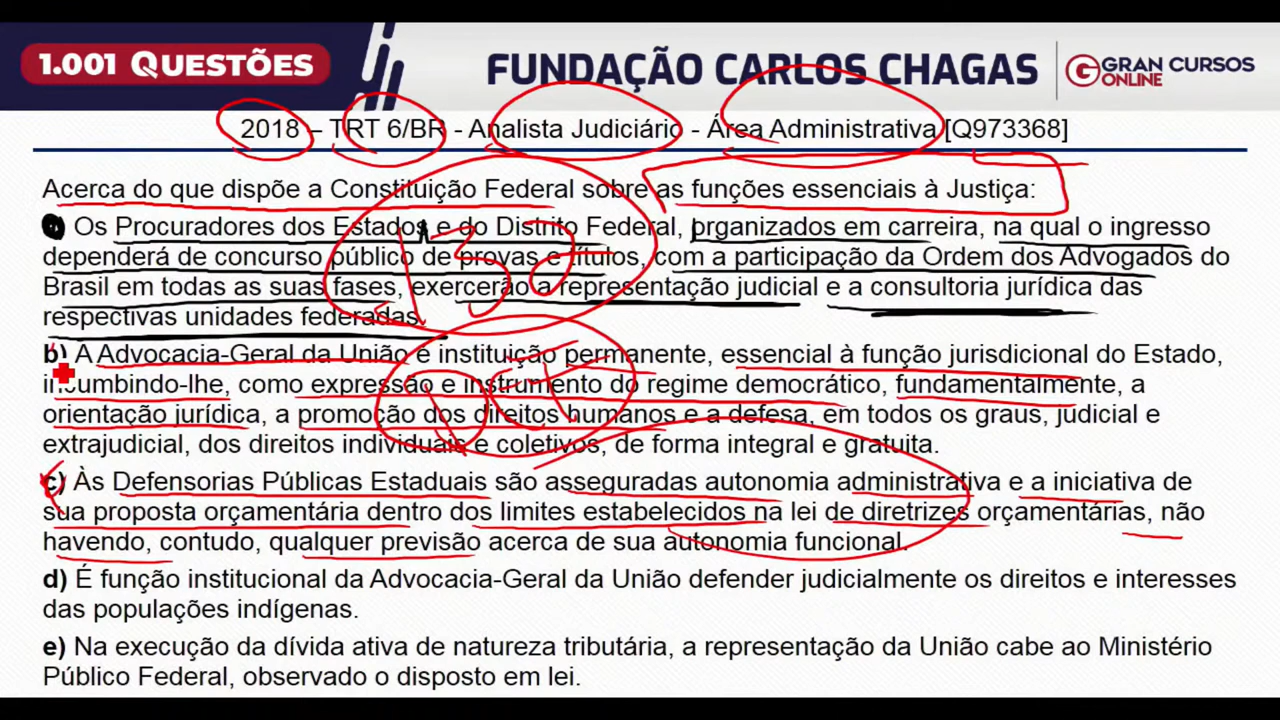 1.001 QUESTÕES
FUNDAÇÃO CARLOS CHAGAS
GRAN CURSOS
ONLINE
2018 – TRT 6/BR - Analista Judiciário - Área Administrativa [Q973368]
Acerca do que dispõe a Constituição Federal sobre as funções essenciais à Justiça:
Os Procuradores dos Estados e do Distrito Federal, organizados em carreira, na qual o ingresso
dependerá de concurso público de provas e títulos, com a participação da Ordem dos Advogados do
Brasil em todas as suas fases, exercerão a representação judicial e a consultoria jurídica das
respectivas unidades federadas.
b) A Advocacia-Geral da União é instituição permanente, essencial à função jurisdicional do Estado,
incumbindo-lhe, como expressão e instrumento do regime democrático, fundamentalmente, a
orientação jurídica, a promoção dos direitos humanos e a defesa, em todos os graus, judicial e
extrajudicial, dos direitos individuais e coletivos, de forma integral e gratuita.
c) Às Defensorias Públicas Estaduais são asseguradas autonomia administrativa e a iniciativa de
sua proposta orçamentária dentro dos limites estabelecidos na lei de diretrizes orçamentárias, não
havendo, contudo, qualquer previsão acerca de sua autonomia funcional.
d) É função institucional da Advocacia-Geral da União defender judicialmente os direitos e interesses
das populações indígenas.
e) Na execução da dívida ativa de natureza tributária, a representação da União cabe ao Ministério
Público Federal, observado o disposto em lei.